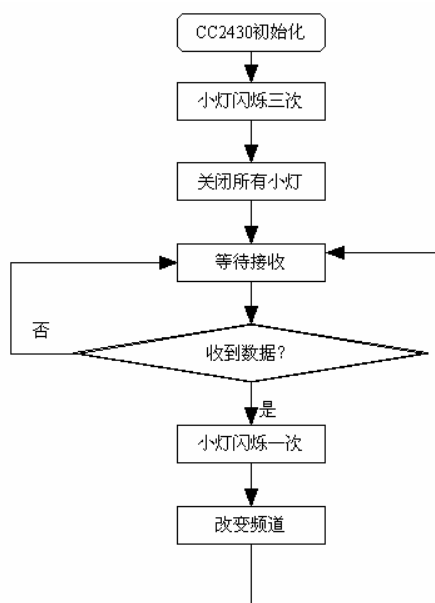 CC2430初始化
小灯闪烁三次
关闭所有小灯
等待接收
否
收到数据?
是
小灯闪烁一次
改变频道